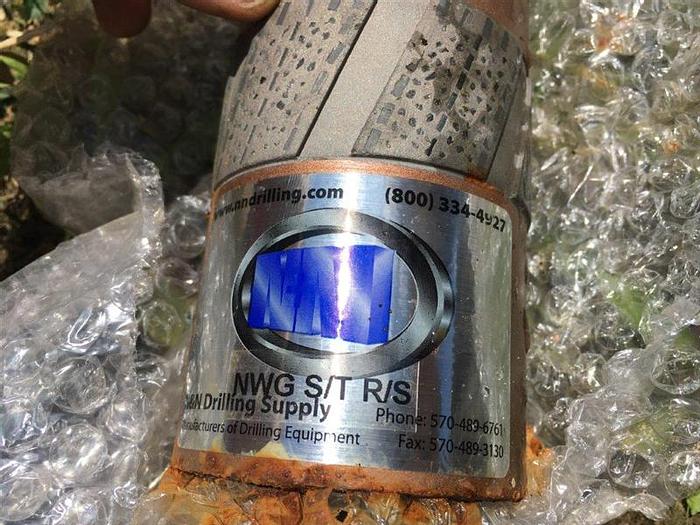 www.nndrilling.com (800) 334-4927
NWG S/T R/S
N&N Drilling Supply Phone: 570-489-6761
Manufacturers of Drilling Equipment Fax: 570-489-3130